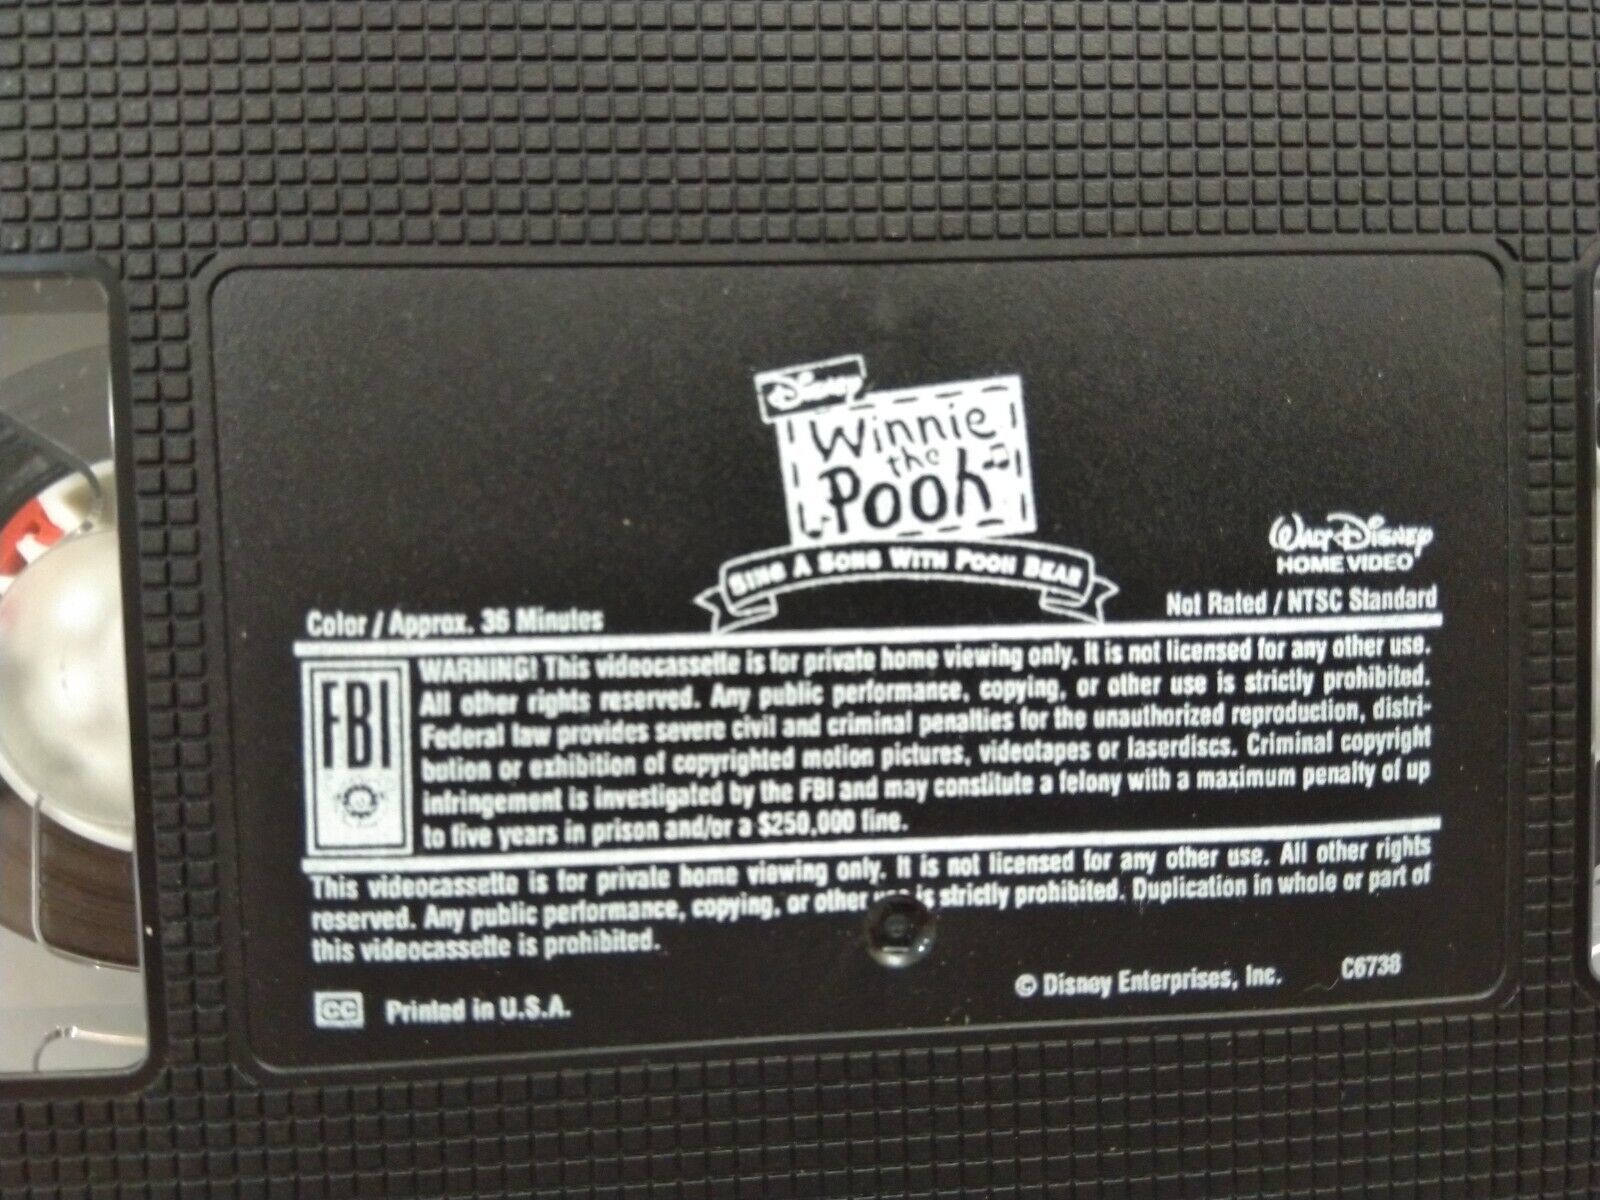 Disney
Winnie
the
Pooh
SING A SONG WITH POOH BEAR
WALT DISNEY
HOME VIDEO
Color / Approx. 36 Minutes
Not Rated / NTSC Standard
FBI
WARNING! This videocassette is for private home viewing only. It is not licensed for any other use.
All other rights reserved. Any public performance, copying, or other use is strictly prohibited.
Federal law provides severe civil and criminal penalties for the unauthorized reproduction, distri-
bution or exhibition of copyrighted motion pictures, videotapes or laserdiscs. Criminal copyright
infringement is investigated by the FBI and may constitute a felony with a maximum penalty of up
to five years in prison and/or a $250,000 fine.
This videocassette is for private home viewing only. It is not licensed for any other use. All other rights
reserved. Any public performance, copying, or other is strictly prohibited. Duplication in whole or part of
this videocassette is prohibited.
CC Printed in U.S.A.
© Disney Enterprises, Inc. C6738